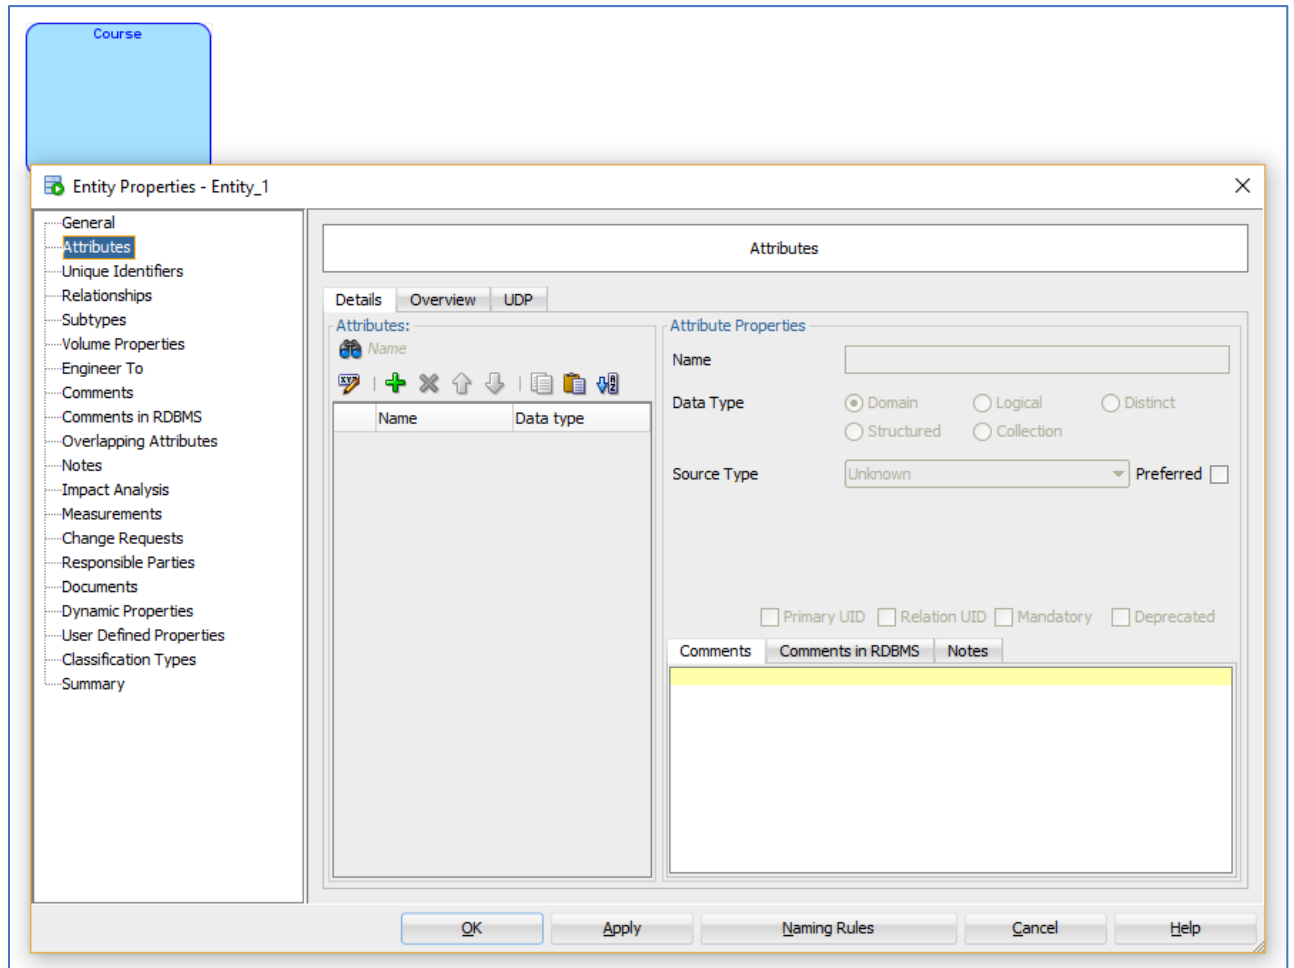 Course
Entity Properties - Entity_1
General
Attributes
Unique Identifiers
Relationships
Subtypes
Volume Properties
Engineer To
Comments
Comments in RDBMS
Overlapping Attributes
Notes
Impact Analysis
Measurements
Change Requests
Responsible Parties
Documents
Dynamic Properties
User Defined Properties
Classification Types
Summary
Attributes
Details Overview UDP
Attributes:
Name
Name Data type
Attribute Properties
Name
Data Type Domain Logical Distinct
Structured Collection
Source Type Unknown Preferred
Primary UID Relation UID Mandatory Deprecated
Comments Comments in RDBMS Notes
OK Apply Naming Rules Cancel Help